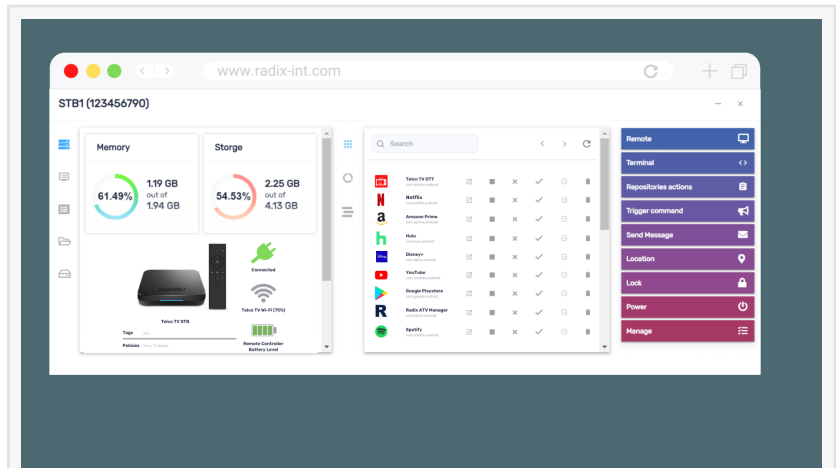 www.radix-int.com
STB1 (123456790)
Memory
61.49%
1.19 GB
out of
1.94 GB
Storge
54.53%
2.25 GB
out of
4.13 GB
Connected
Telco TV Wi-Fi (75%)
Telco TV STB
Tags
Policies
Remote Controller
Battery Level
Search
Telco TV OTT
Netflix
Amazon Prime
Hulu
Disney+
YouTube
Google Playstore
Radix ATV Manager
Spotify
Remote
Terminal
Repositories actions
Trigger command
Send Message
Location
Lock
Power
Manage